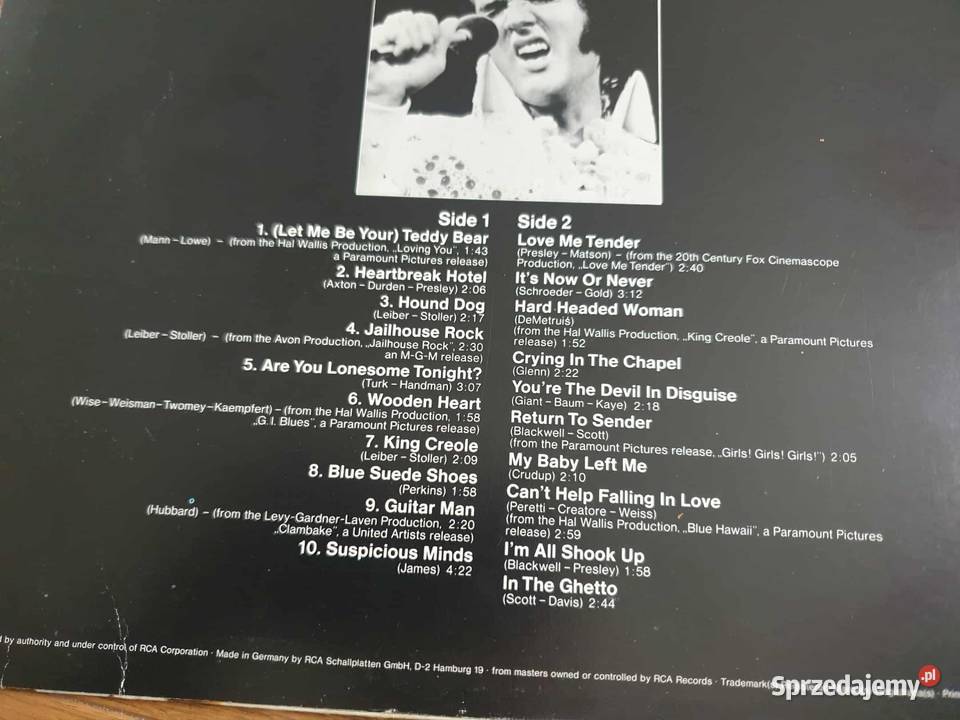 Side 1
1. (Let Me Be Your) Teddy Bear
(Mann – Lowe) – (from the Hal Wallis Production, „Loving You", 1:43
a Paramount Pictures release)
2. Heartbreak Hotel
(Axton – Durden – Presley) 2:06
3. Hound Dog
(Leiber – Stoller) 2:17
4. Jailhouse Rock
(Leiber – Stoller) – (from the Avon Production, „Jailhouse Rock", 2:30
an M-G-M release)
5. Are You Lonesome Tonight?
(Turk – Handman) 3:07
6. Wooden Heart
(Wise–Weisman–Twomey–Kaempfert) – (from the Hal Wallis Production, 1:58
„G.I. Blues", a Paramount Pictures release)
7. King Creole
(Leiber – Stoller) 2:09
8. Blue Suede Shoes
(Perkins) 1:58
9. Guitar Man
(Hubbard) – (from the Levy-Gardner-Laven Production, 2:20
„Clambake", a United Artists release)
10. Suspicious Minds
(James) 4:22
Side 2
Love Me Tender
(Presley – Matson) – (from the 20th Century Fox Cinemascope
Production, „Love Me Tender") 2:40
It's Now Or Never
(Schroeder – Gold) 3:12
Hard Headed Woman
(DeMetruiś)
(from the Hal Wallis Production, „King Creole", a Paramount Pictures
release) 1:52
Crying In The Chapel
(Glenn) 2:22
You're The Devil In Disguise
(Giant – Baum – Kaye) 2:18
Return To Sender
(Blackwell – Scott)
(from the Paramount Pictures release, „Girls! Girls! Girls!") 2:05
My Baby Left Me
(Crudup) 2:10
Can't Help Falling In Love
(Peretti – Creatore – Weiss)
(from the Hal Wallis Production, „Blue Hawaii", a Paramount Pictures
release) 2:59
I'm All Shook Up
(Blackwell – Presley) 1:58
In The Ghetto
(Scott – Davis) 2:44
by authority and under control of RCA Corporation · Made in Germany by RCA Schallplatten GmbH, D-2 Hamburg 19 · from masters owned or controlled by RCA Records · Trademark(s)
Sprzedajemy .pl